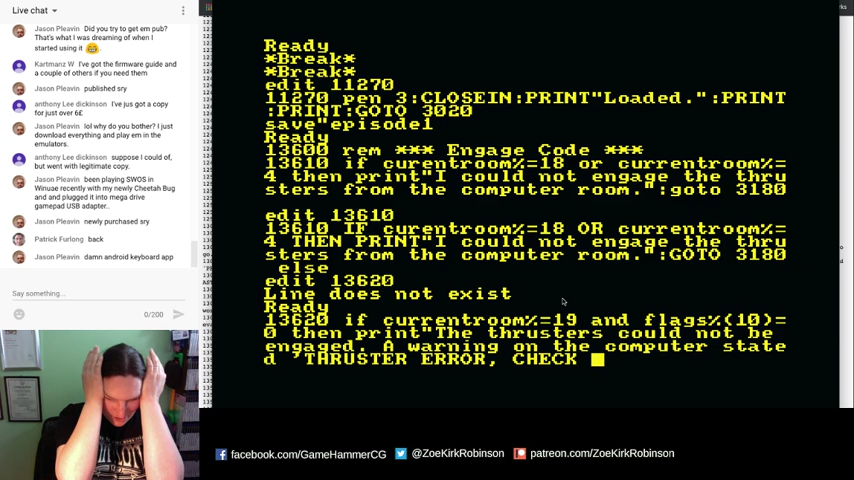 Live chat
Jason Pleavin Did you try to get em pub?
That's what I was dreaming of when I
started using it
Kartmanz W I've got the firmware guide and
a couple of others if you need them
Jason Pleavin published sry
anthony Lee dickinson I've jus got a copy
for just over 6£
Jason Pleavin lol why do you bother? I just
download everything and play em in the
emulators.
anthony Lee dickinson suppose I could of,
but went with legitimate copy.
Jason Pleavin been playing SWOS in
Winuae recently with my newly Cheetah Bug
and and plugged it into mega drive
gamepad USB adapter..
Jason Pleavin newly purchased sry
Patrick Furlong back
Jason Pleavin damn android keyboard app
Say something...
0/200
Ready
*Break*
*Break*
edit 11270
11270 pen 3:CLOSEIN:PRINT"Loaded.":PRINT
:PRINT:GOTO 3020
save"episode1
Ready
13600 rem *** Engage Code ***
13610 if curentroom%=18 or currentroom%=
4 then print"I could not engage the thru
sters from the computer room.":goto 3180
edit 13610
13610 IF curentroom%=18 OR currentroom%=
4 THEN PRINT"I could not engage the thru
sters from the computer room.":GOTO 3180
else
edit 13620
Line does not exist
Ready
13620 if currentroom%=19 and flags%(10)=
0 then print"The thrusters could not be
engaged. A warning on the computer state
d 'THRUSTER ERROR, CHECK
facebook.com/GameHammerCG
@ZoeKirkRobinson
patreon.com/ZoeKirkRobinson